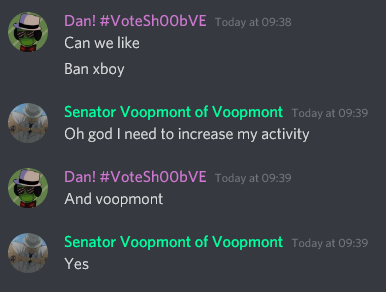 Dan! #VoteSh00bVE Today at 09:38
Can we like
Ban xboy
Senator Voopmont of Voopmont Today at 09:39
Oh god I need to increase my activity
Dan! #VoteSh00bVE Today at 09:39
And voopmont
Senator Voopmont of Voopmont Today at 09:39
Yes